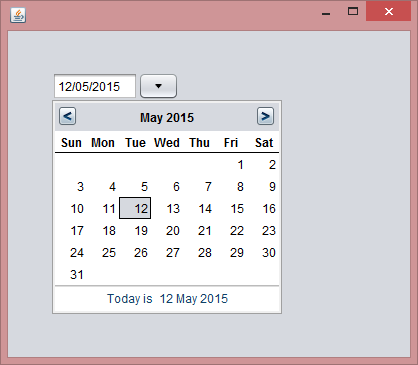 12/05/2015
< May 2015 >
Sun Mon Tue Wed Thu Fri Sat
1 2
3 4 5 6 7 8 9
10 11 12 13 14 15 16
17 18 19 20 21 22 23
24 25 26 27 28 29 30
31
Today is 12 May 2015